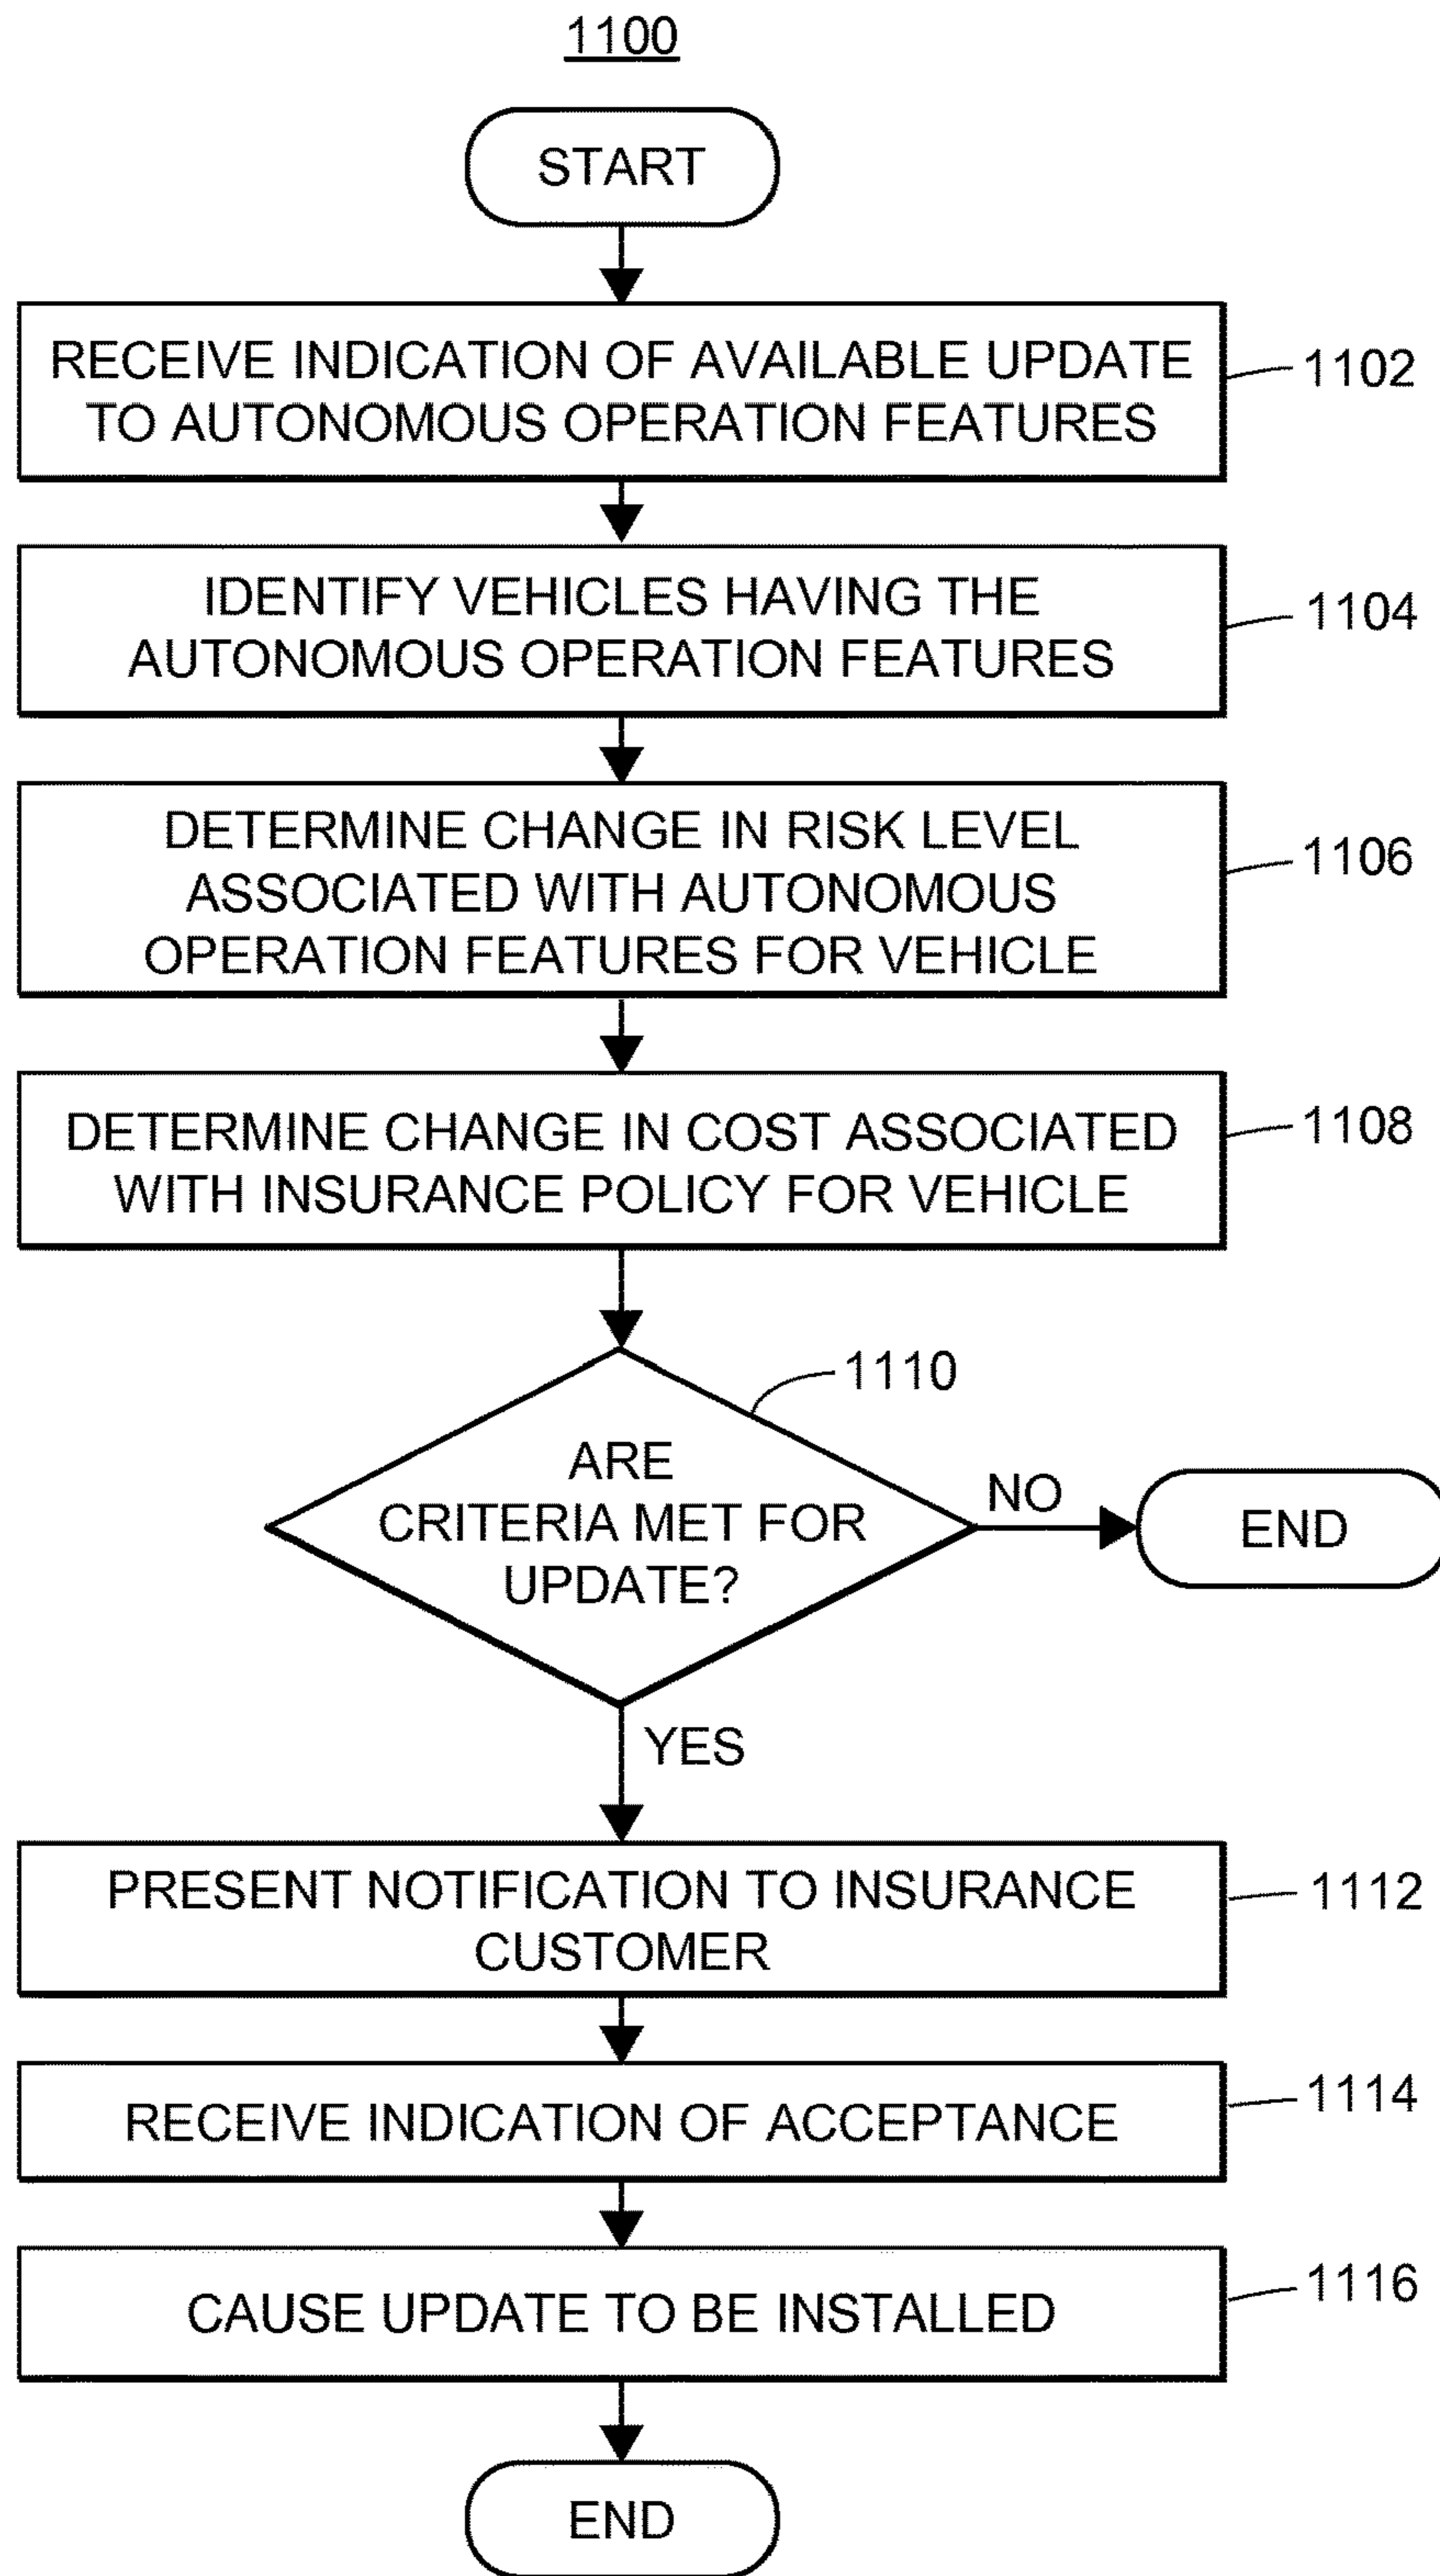 1100
START
RECEIVE INDICATION OF AVAILABLE UPDATE
TO AUTONOMOUS OPERATION FEATURES
1102
IDENTIFY VEHICLES HAVING THE
AUTONOMOUS OPERATION FEATURES
1104
DETERMINE CHANGE IN RISK LEVEL
ASSOCIATED WITH AUTONOMOUS
OPERATION FEATURES FOR VEHICLE
1106
DETERMINE CHANGE IN COST ASSOCIATED
WITH INSURANCE POLICY FOR VEHICLE
1108
1110
ARE
CRITERIA MET FOR
UPDATE?
NO
END
YES
PRESENT NOTIFICATION TO INSURANCE
CUSTOMER
1112
RECEIVE INDICATION OF ACCEPTANCE
1114
CAUSE UPDATE TO BE INSTALLED
1116
END